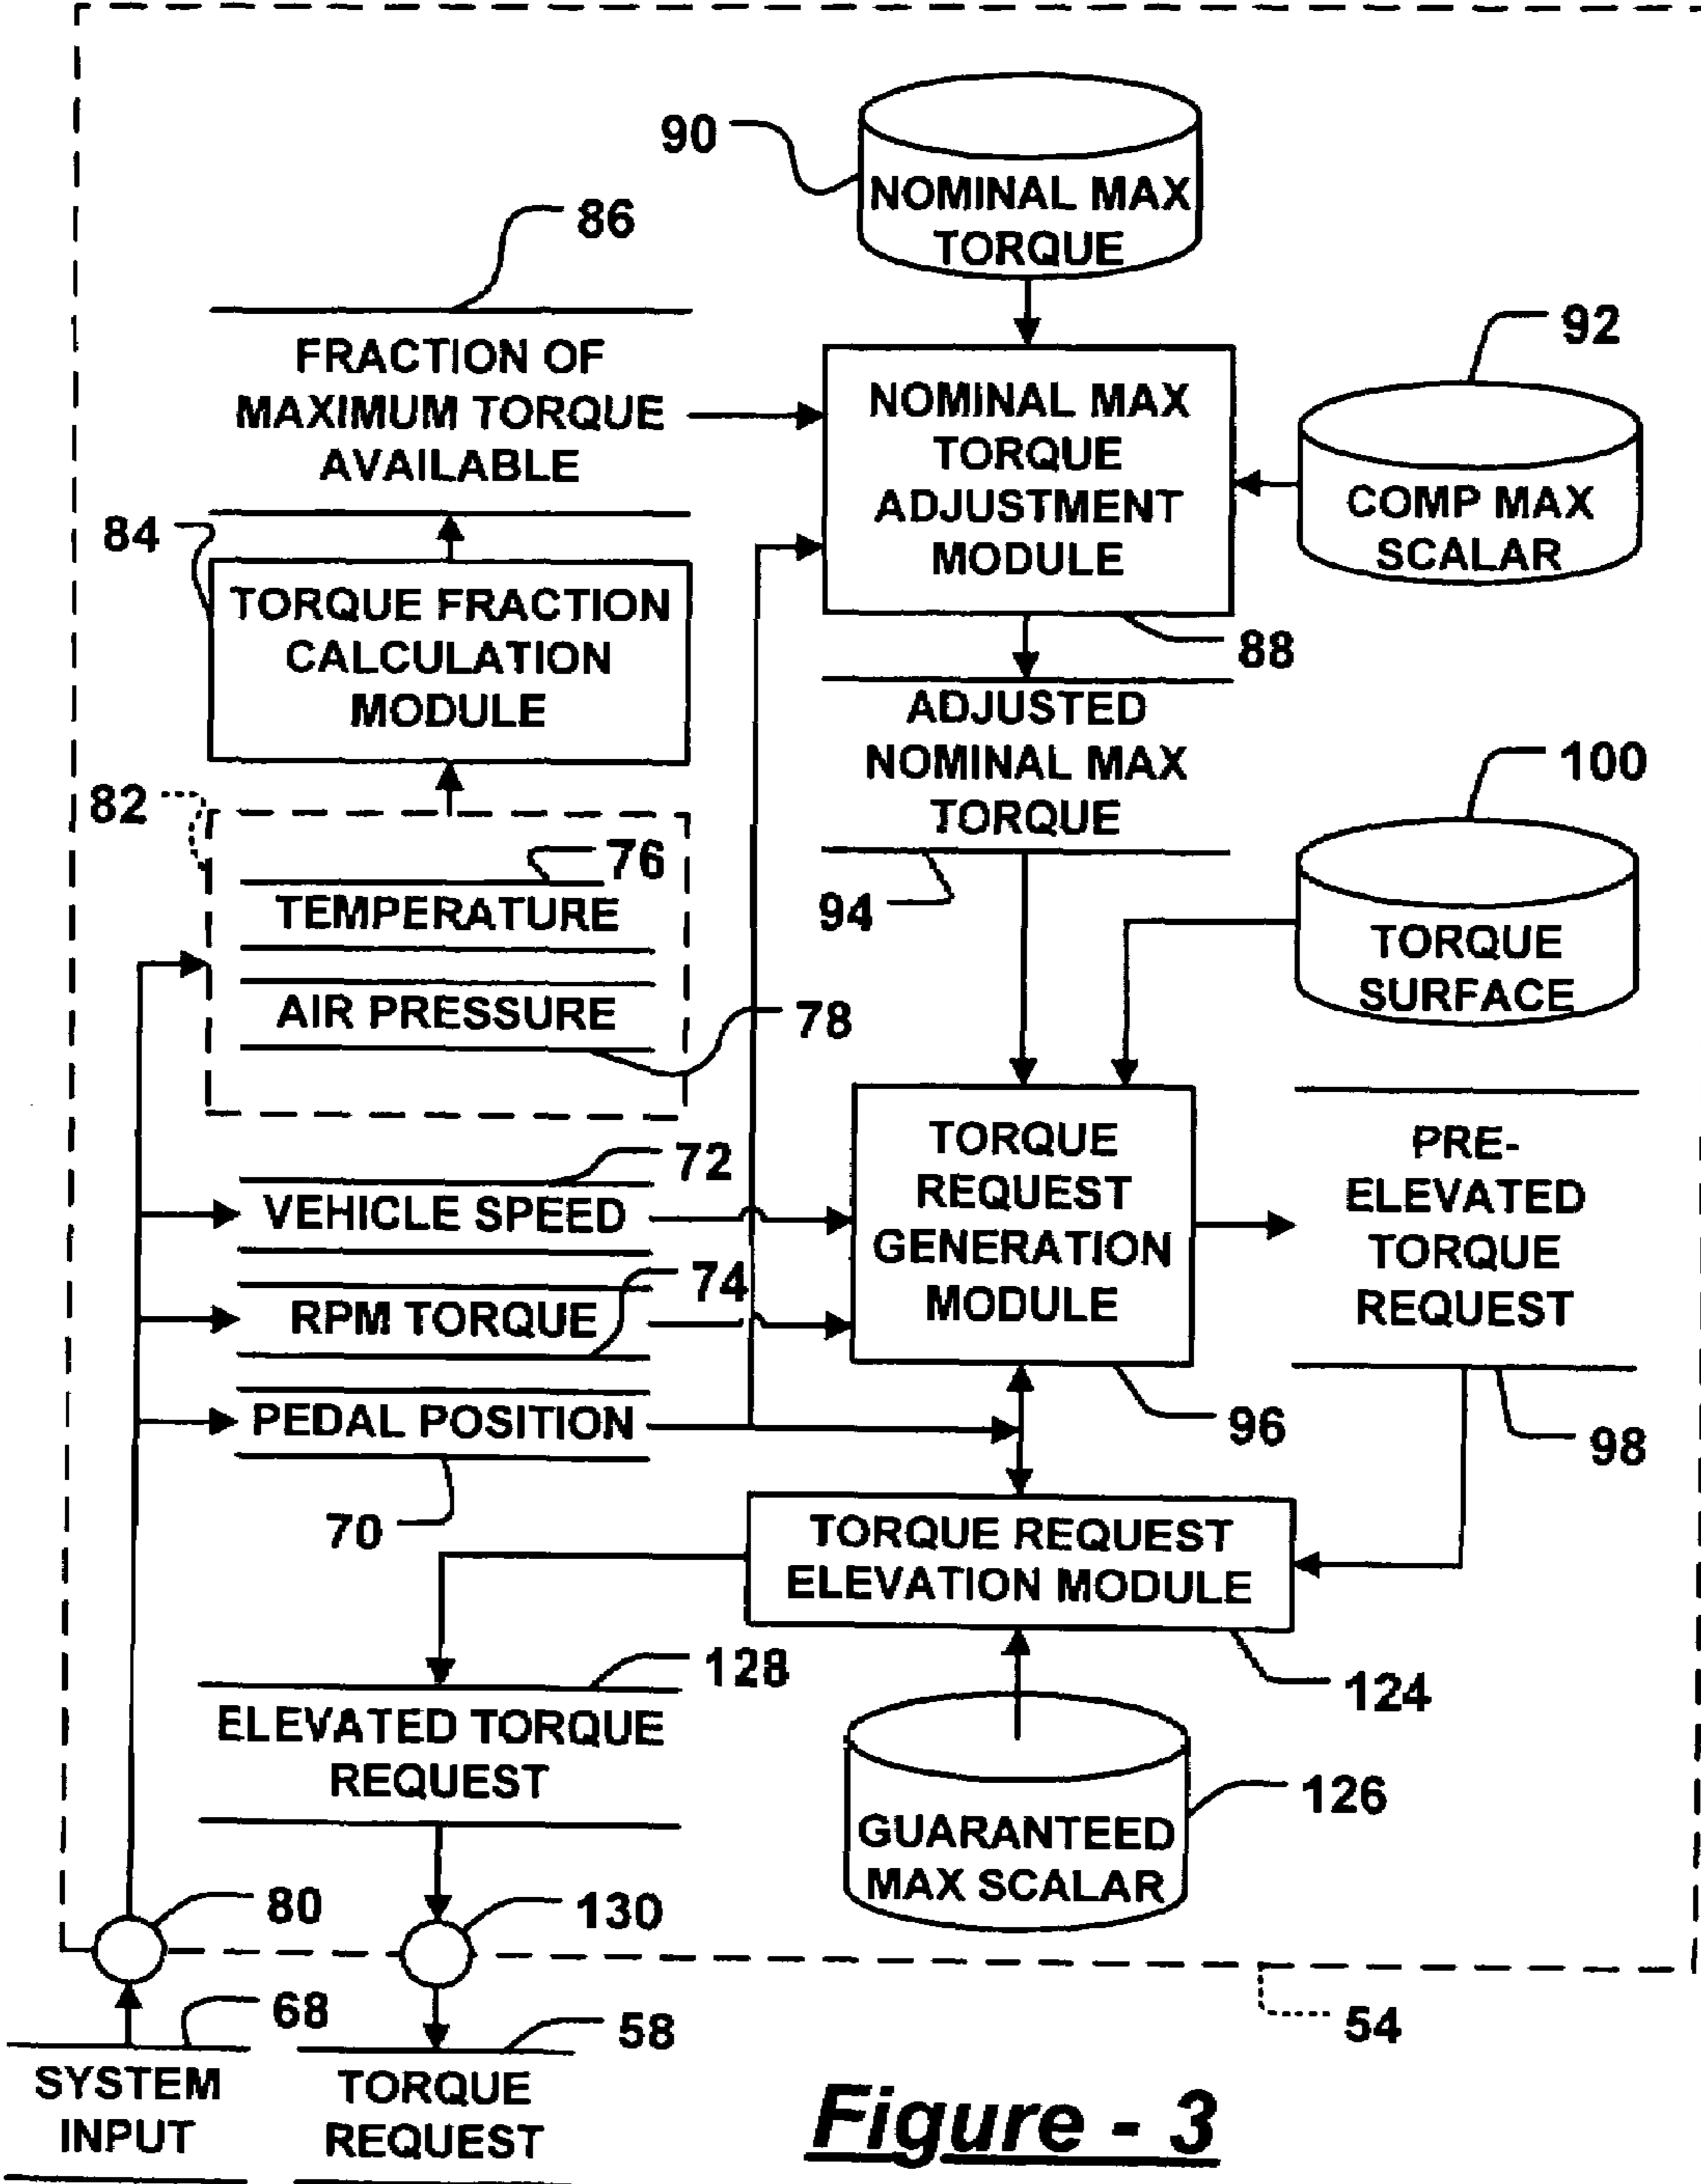 90
NOMINAL MAX
TORQUE
86
FRACTION OF
MAXIMUM TORQUE
AVAILABLE
NOMINAL MAX
TORQUE
ADJUSTMENT
MODULE
92
COMP MAX
SCALAR
84
TORQUE FRACTION
CALCULATION
MODULE
88
ADJUSTED
NOMINAL MAX
TORQUE
94
100
TORQUE
SURFACE
82
76
TEMPERATURE
AIR PRESSURE
78
72
VEHICLE SPEED
74
RPM TORQUE
PEDAL POSITION
70
TORQUE
REQUEST
GENERATION
MODULE
96
PRE-
ELEVATED
TORQUE
REQUEST
98
TORQUE REQUEST
ELEVATION MODULE
124
128
ELEVATED TORQUE
REQUEST
126
GUARANTEED
MAX SCALAR
80
130
54
68
SYSTEM
INPUT
58
TORQUE
REQUEST
Figure - 3